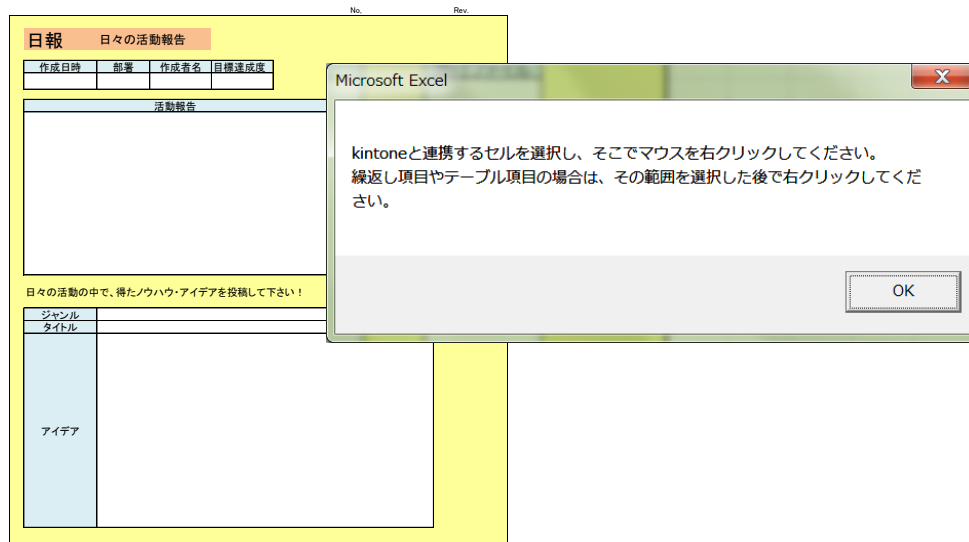 No. Rev.
日報 日々の活動報告
作成日時 部署 作成者名 目標達成度
活動報告
日々の活動の中で、得たノウハウ・アイデアを投稿して下さい！
ジャンル
タイトル
アイデア
Microsoft Excel
kintoneと連携するセルを選択し、そこでマウスを右クリックしてください。
繰返し項目やテーブル項目の場合は、その範囲を選択した後で右クリックしてくだ
さい。
OK